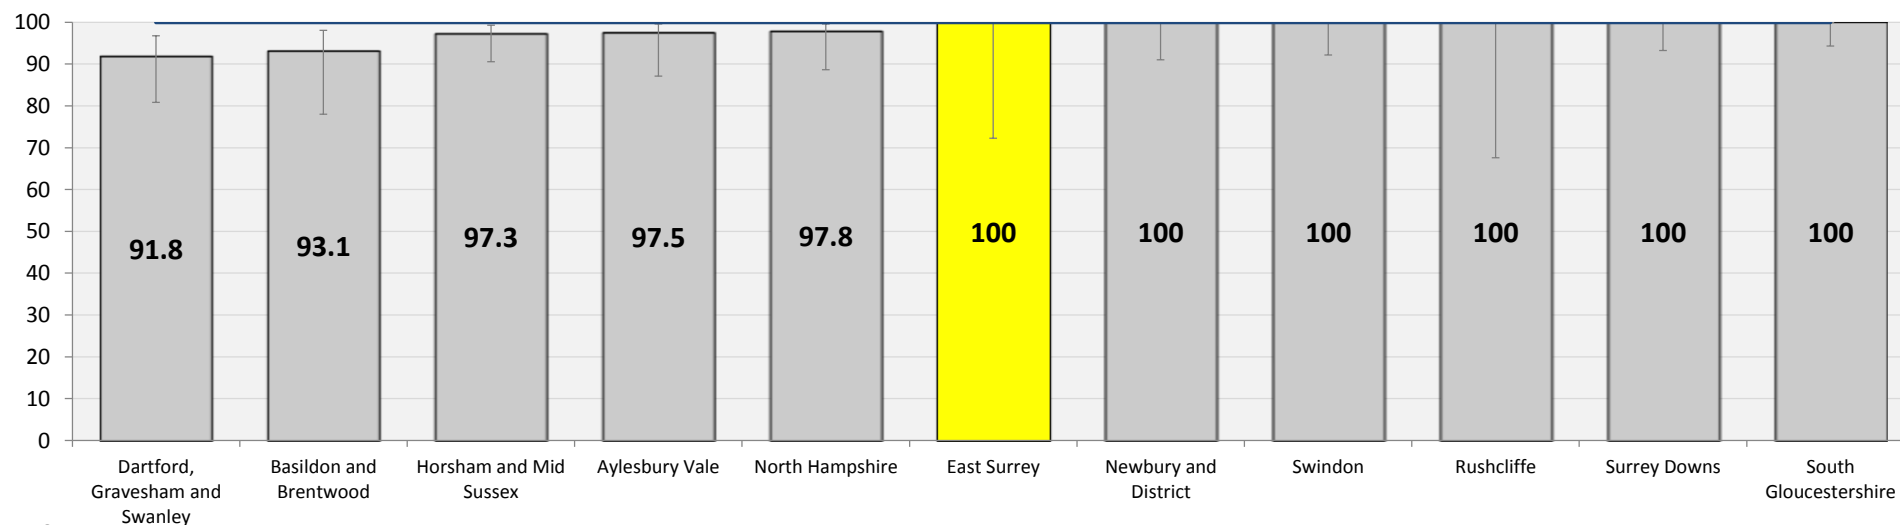 100
90
80
70
60
50
40
30
20
10
0
91.8
93.1
97.3
97.5
97.8
100
100
100
100
100
100
Dartford,
Gravesham and
Swanley
Basildon and
Brentwood
Horsham and Mid
Sussex
Aylesbury Vale
North Hampshire
East Surrey
Newbury and
District
Swindon
Rushcliffe
Surrey Downs
South
Gloucestershire